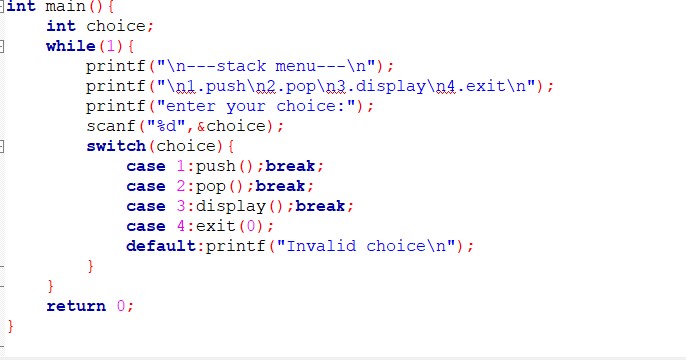 int main(){
    int choice;
    while(1){
        printf("\n---stack menu---\n");
        printf("\n1.push\n2.pop\n3.display\n4.exit\n");
        printf("enter your choice:");
        scanf("%d",&choice);
        switch(choice){
            case 1:push();break;
            case 2:pop();break;
            case 3:display();break;
            case 4:exit(0);
            default:printf("Invalid choice\n");
        }
    }
    return 0;
}